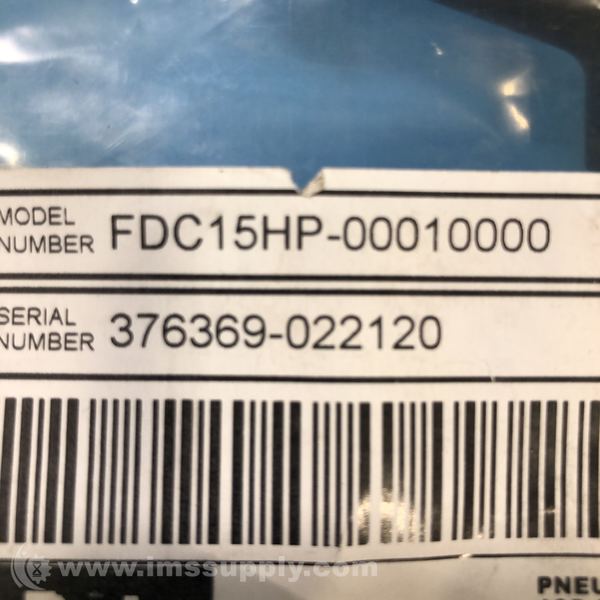 MODEL
NUMBER FDC15HP-00010000
SERIAL
NUMBER 376369-022120
www.imssupply.com
PNEU